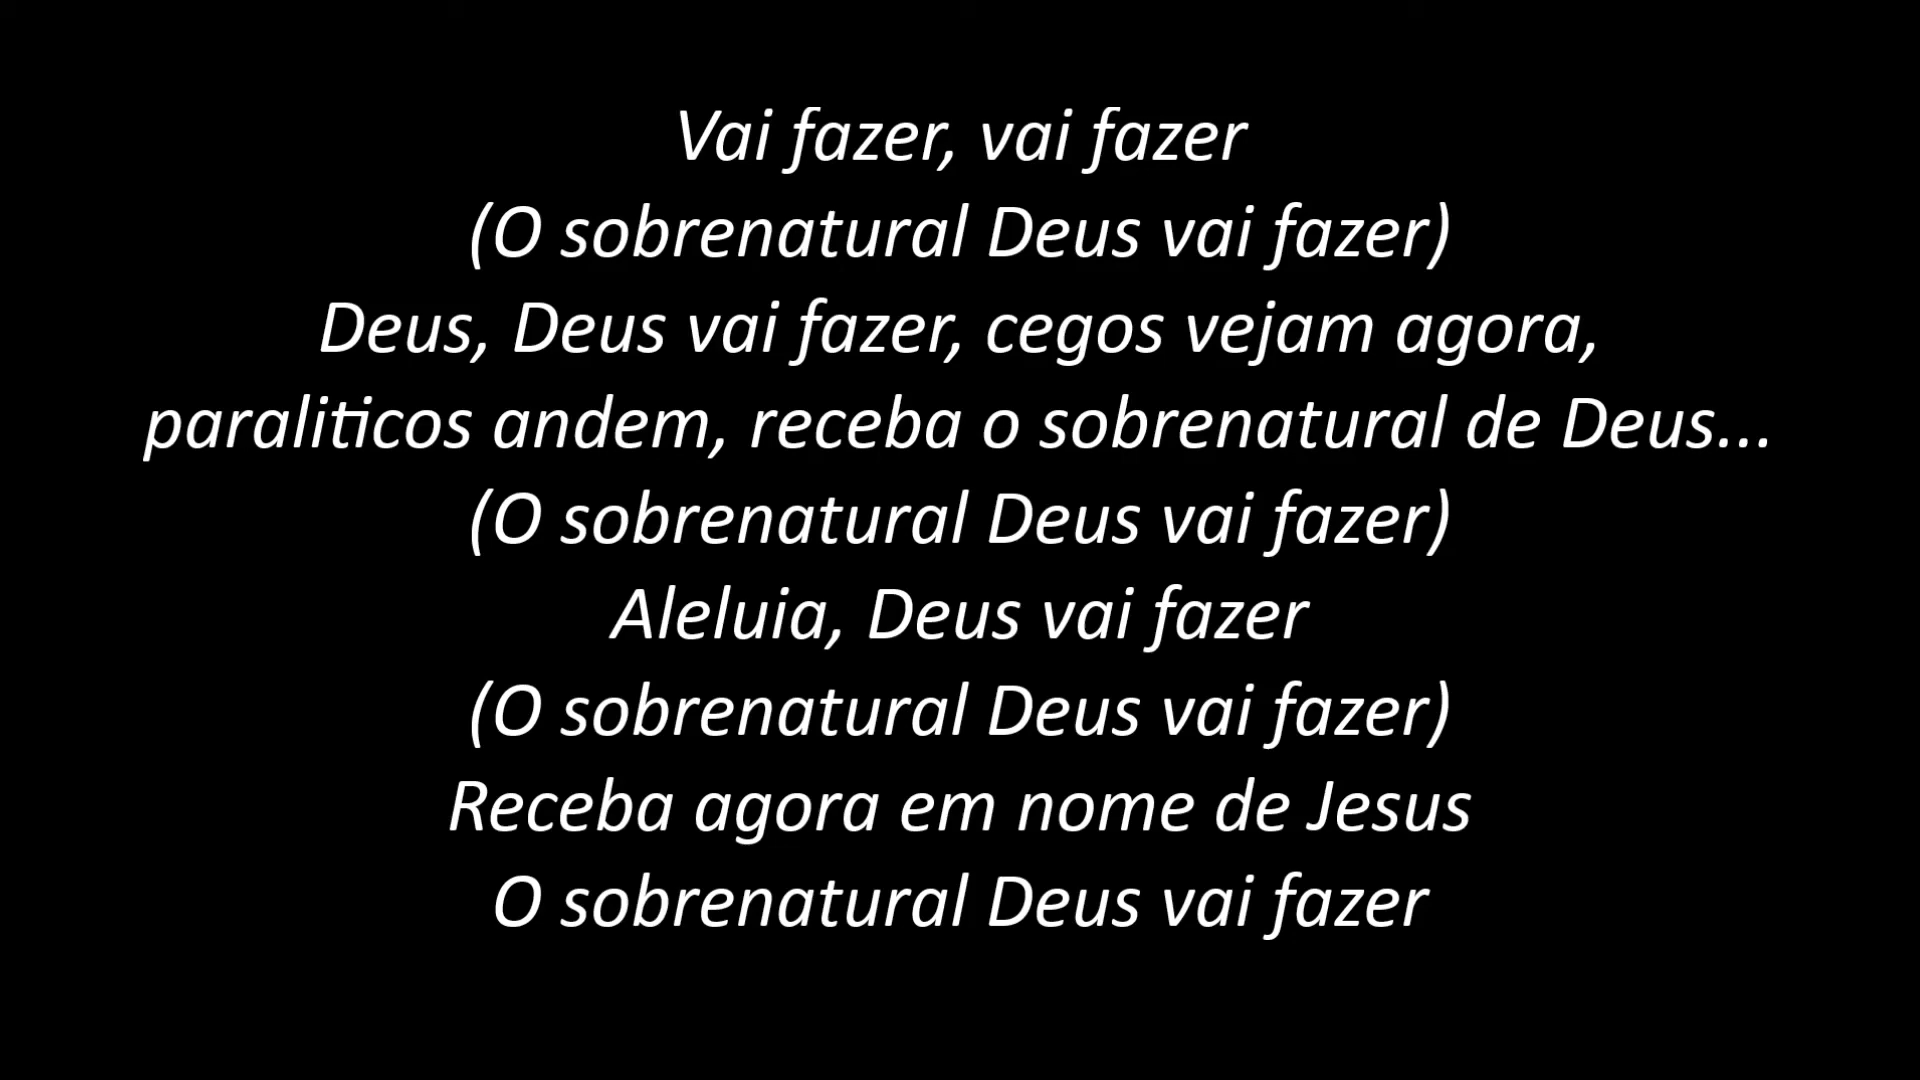 Vai fazer, vai fazer
(O sobrenatural Deus vai fazer)
Deus, Deus vai fazer, cegos vejam agora,
paraliticos andem, receba o sobrenatural de Deus...
(O sobrenatural Deus vai fazer)
Aleluia, Deus vai fazer
(O sobrenatural Deus vai fazer)
Receba agora em nome de Jesus
O sobrenatural Deus vai fazer